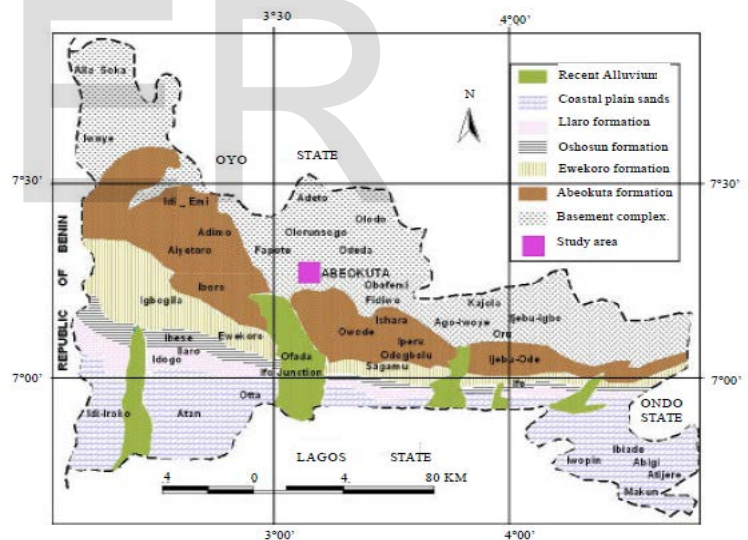 ER
3°30
4°00'
Alla Soka
Iwoye
OYO STATE
N
Recent Alluvium
Coastal plain sands
Llaro formation
Oshosun formation
Ewekoro formation
Abeokuta formation
Basement complex.
Study area
7°30'
7°30'
REPUBLIC OF BENIN
Idi_Emi
Adeto
Oledo
Adimo
Olorunsogo
Aiyetoro
Papote
Odeda
ABEOKUTA
Iboro
Obafemi
Igbogila
Fidiwo
Kajola
Ishara
Ago-Iwoye
Ijebu-Igbo
Owode
Oru
Ibese
Ewekoro
Iperu
Ilaro
Ofada
Odogbolu
Ijebu-Ode
Idogo
Ifo Junction
Sagamu
Ife
7°00'
7°00'
Otta
Idi-Iroko
Atan
ONDO
STATE
LAGOS STATE
Ibiade
Iwopin
Abigi
Atijere
Makun
4 0 4. 80 KM
3°00'
4°00'